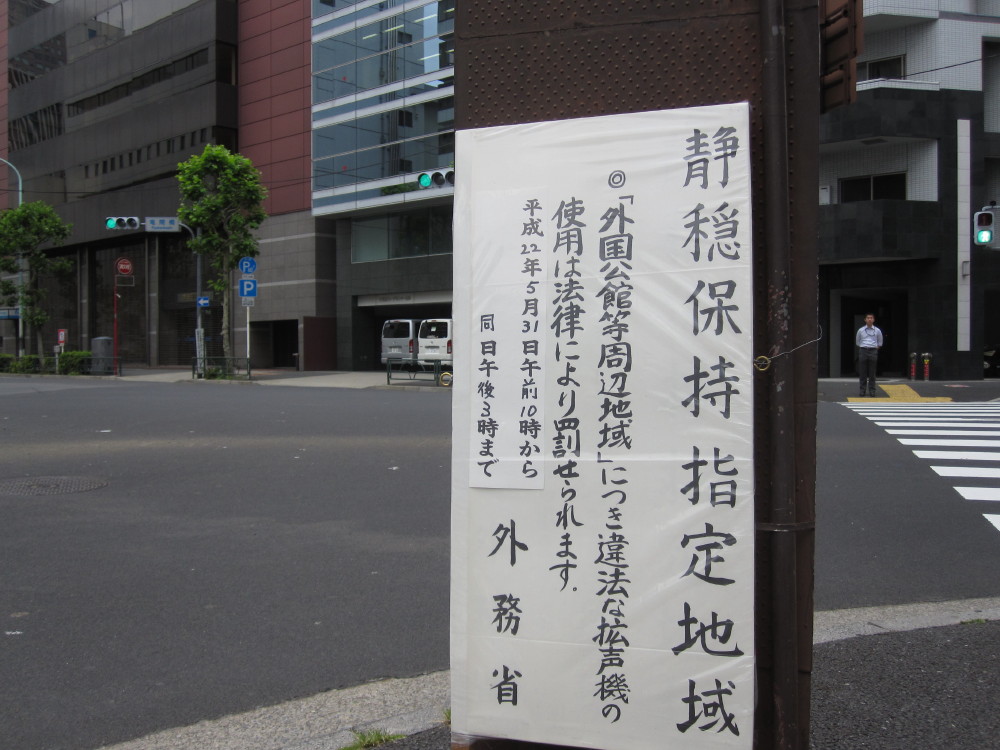 静穏保持指定地域
◎「外国公館等周辺地域」につき違法な拡声機の
使用は法律により罰せられます.
平成22年5月31日午前10時から
同日午後3時まで
外務省
P
P